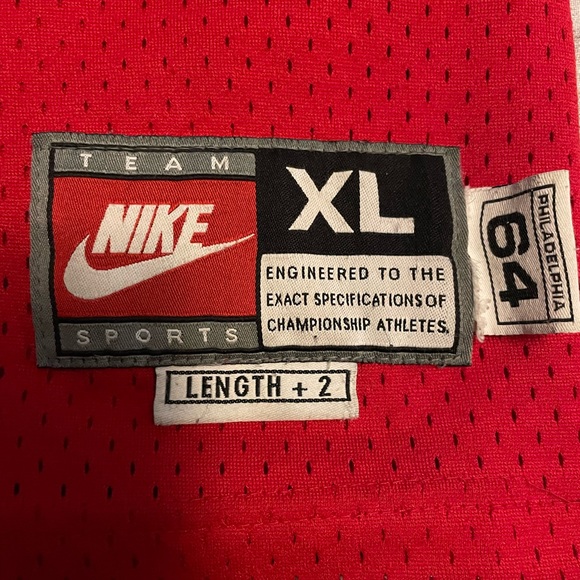 TEAM
NIKE
SPORTS
XL
ENGINEERED TO THE
EXACT SPECIFICATIONS OF
CHAMPIONSHIP ATHLETES.
LENGTH + 2
PHILADELPHIA
64